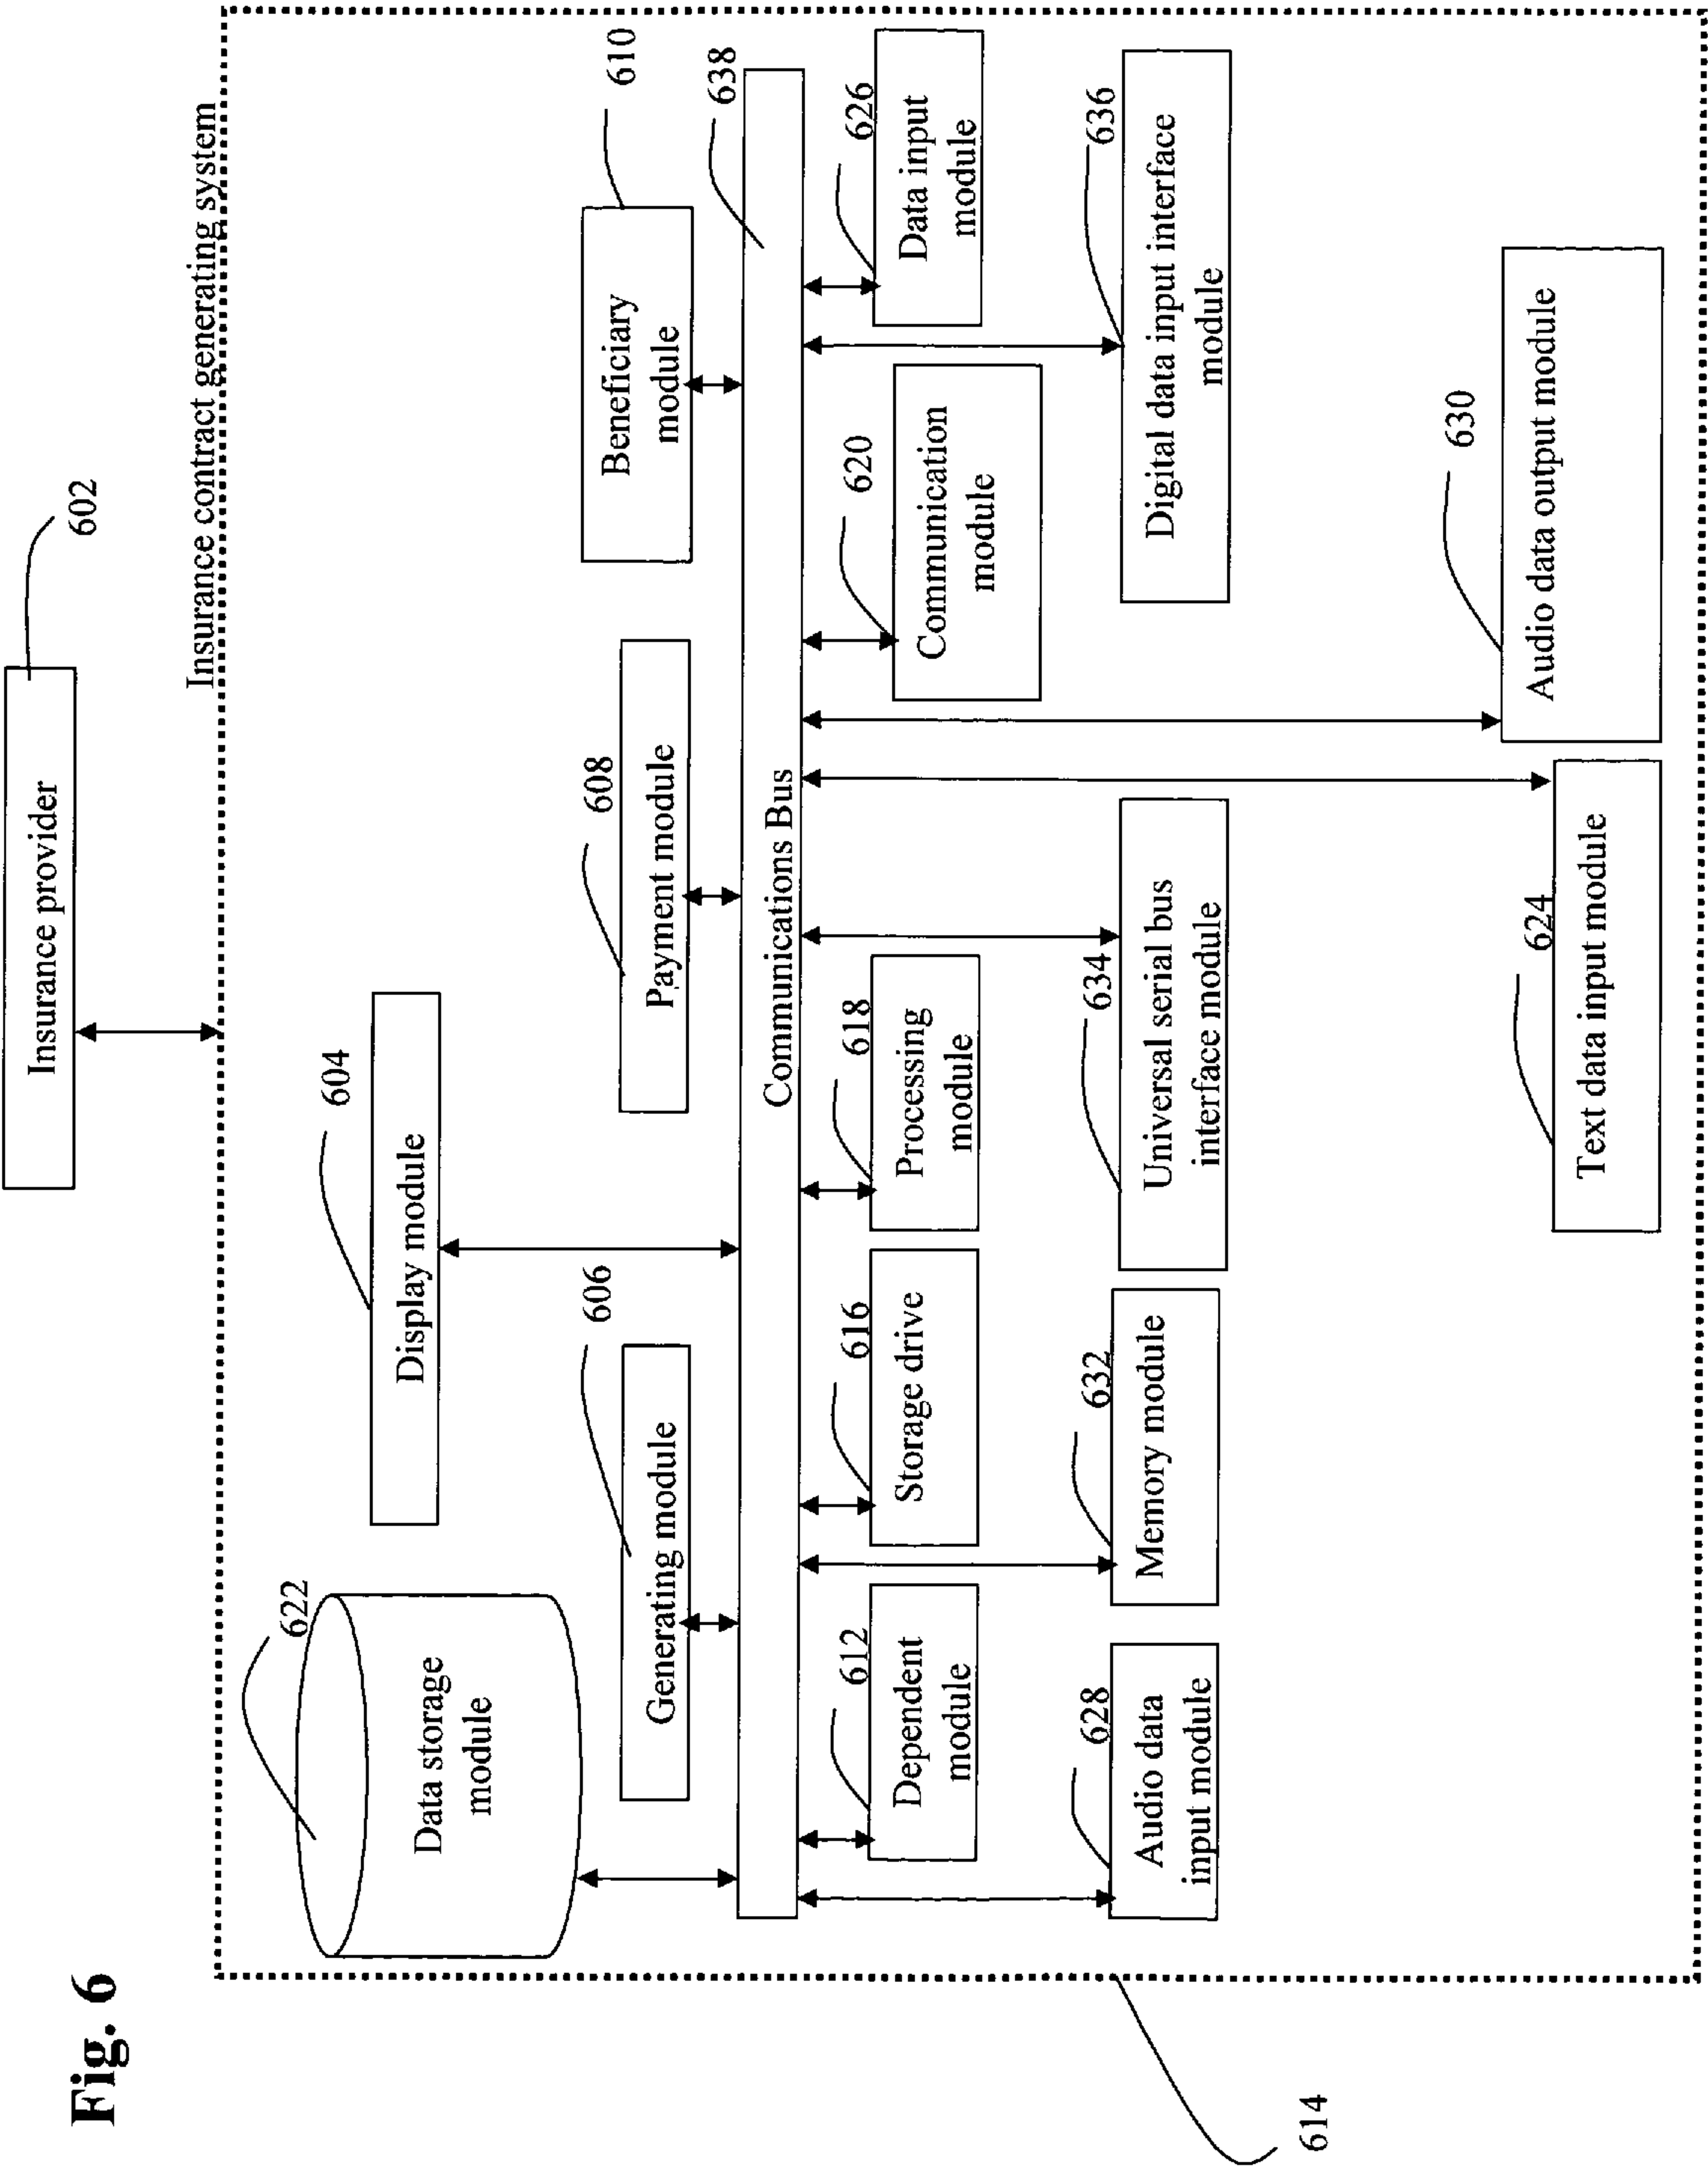 Fig. 6
Insurance provider
602
Insurance contract generating system
622
Data storage
module
604
Display module
606
Generating module
608
Payment module
610
Beneficiary
module
638
Communications Bus
612
Dependent
module
616
Storage drive
618
Processing
module
620
Communication
module
626
Data input
module
628
Audio data
input module
632
Memory module
634
Universal serial bus
interface module
636
Digital data input interface
module
624
Text data input module
630
Audio data output module
614